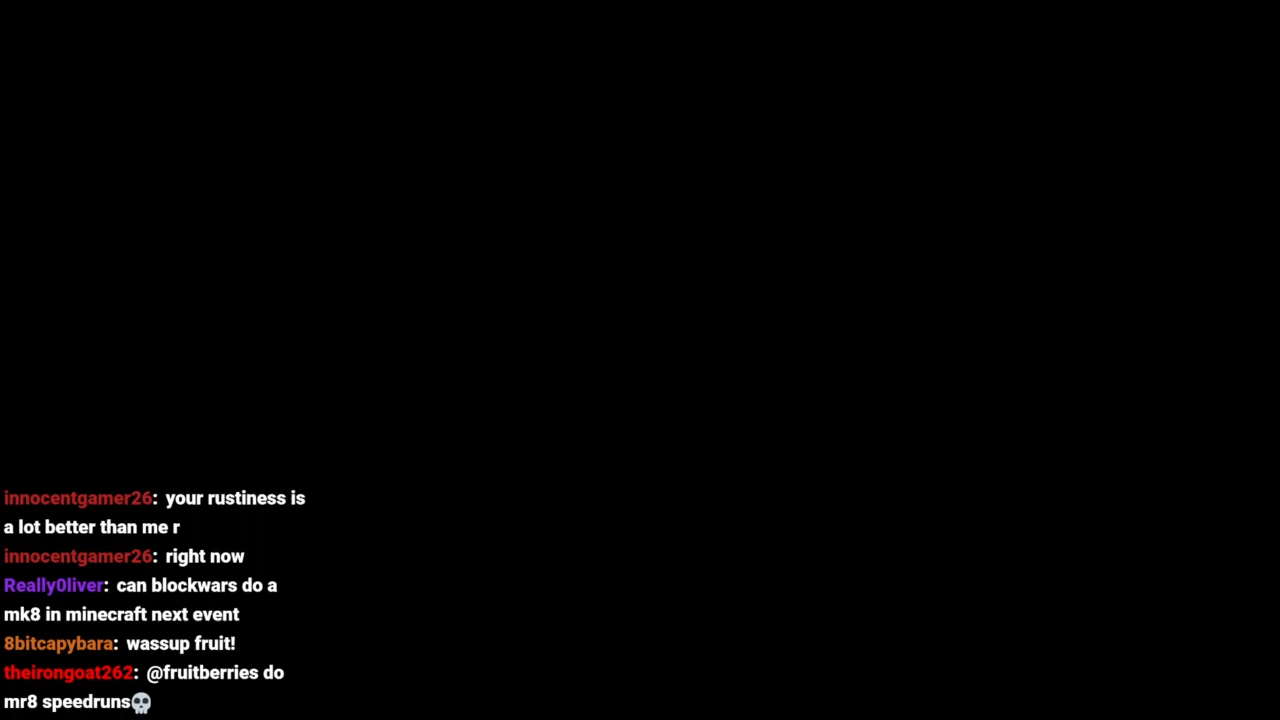 innocentgamer26: your rustiness is
a lot better than me r
innocentgamer26: right now
Really0liver: can blockwars do a
mk8 in minecraft next event
8bitcapybara: wassup fruit!
theirongoat262: @fruitberries do
mr8 speedruns💀